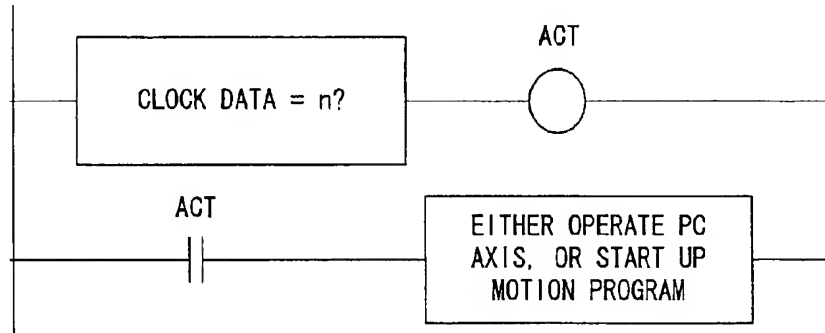 ACT
CLOCK DATA = n?
ACT
EITHER OPERATE PC
AXIS, OR START UP
MOTION PROGRAM